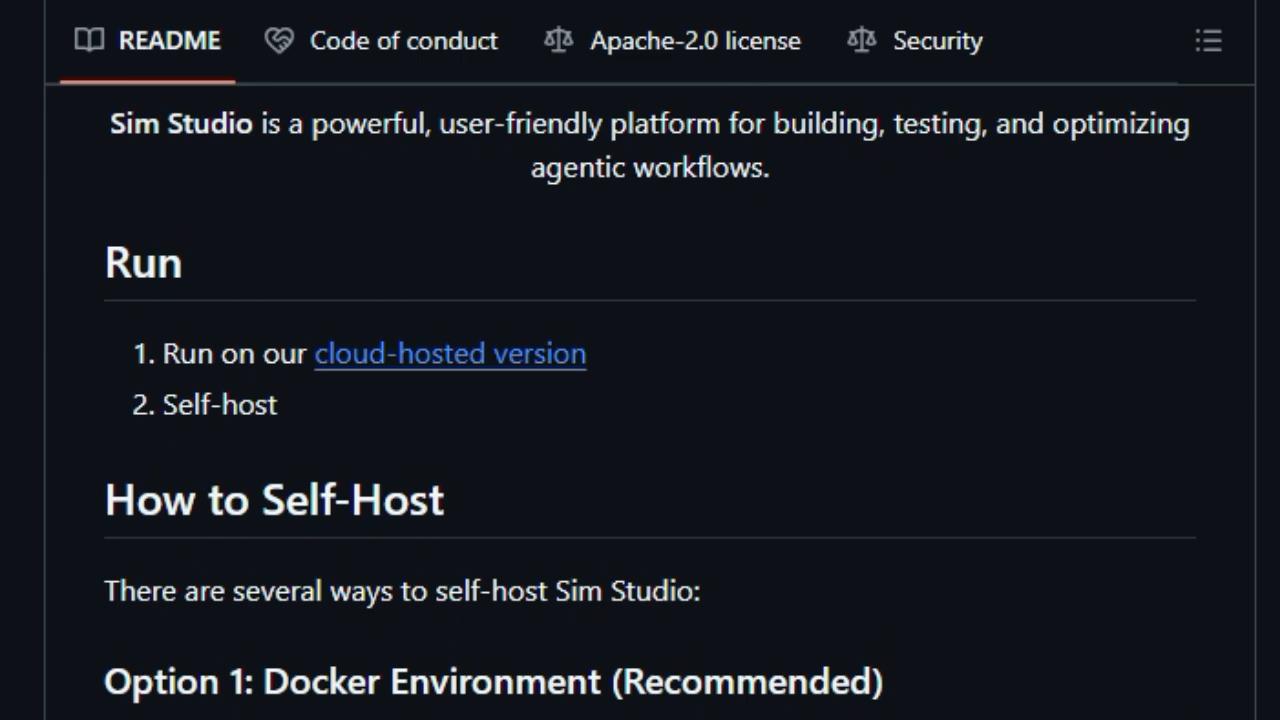 README Code of conduct Apache-2.0 license Security
Sim Studio is a powerful, user-friendly platform for building, testing, and optimizing
agentic workflows.
Run
1. Run on our cloud-hosted version
2. Self-host
How to Self-Host
There are several ways to self-host Sim Studio:
Option 1: Docker Environment (Recommended)